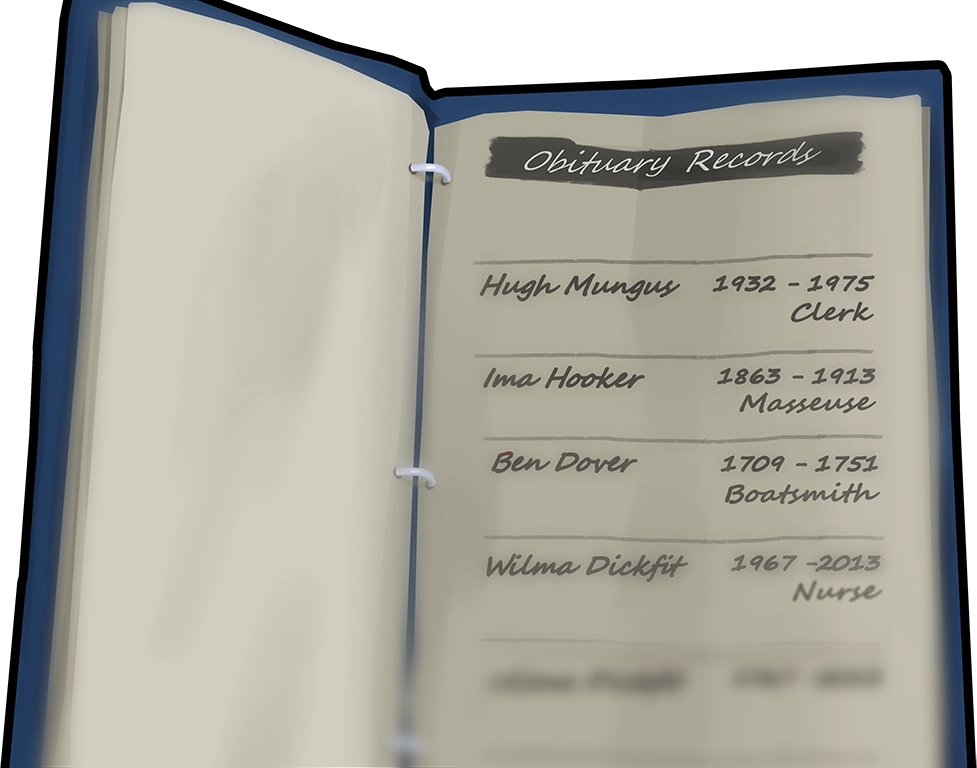 Obituary Records
Hugh Mungus 1932 - 1975
Clerk
Ima Hooker 1863 - 1913
Masseuse
Ben Dover 1709 - 1751
Boatsmith
Wilma Dickfit 1967 -2013
Nurse